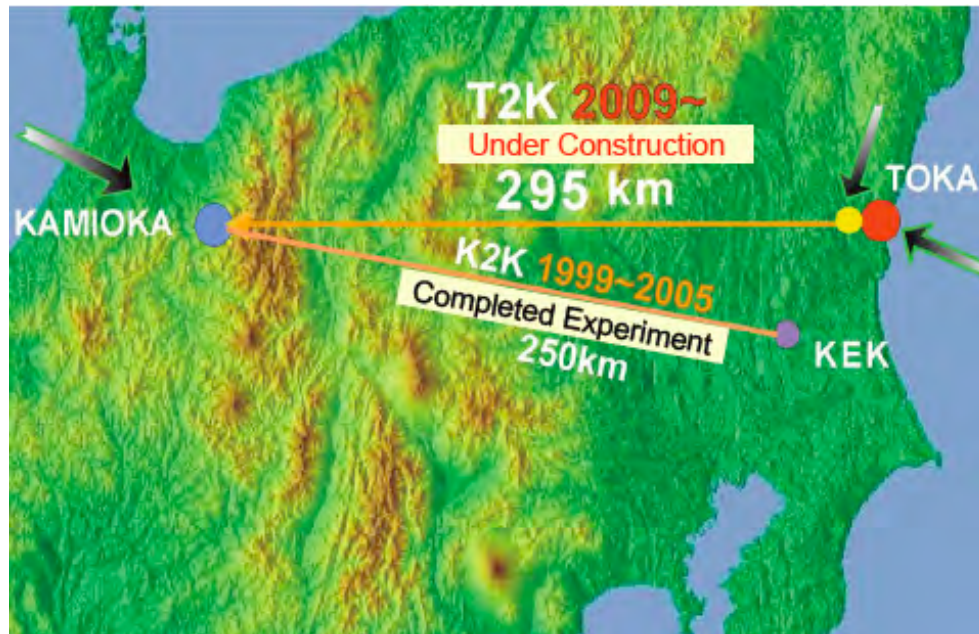 T2K 2009~
Under Construction
295 km
TOKA
KAMIOKA
K2K 1999~2005
Completed Experiment
250km
KEK